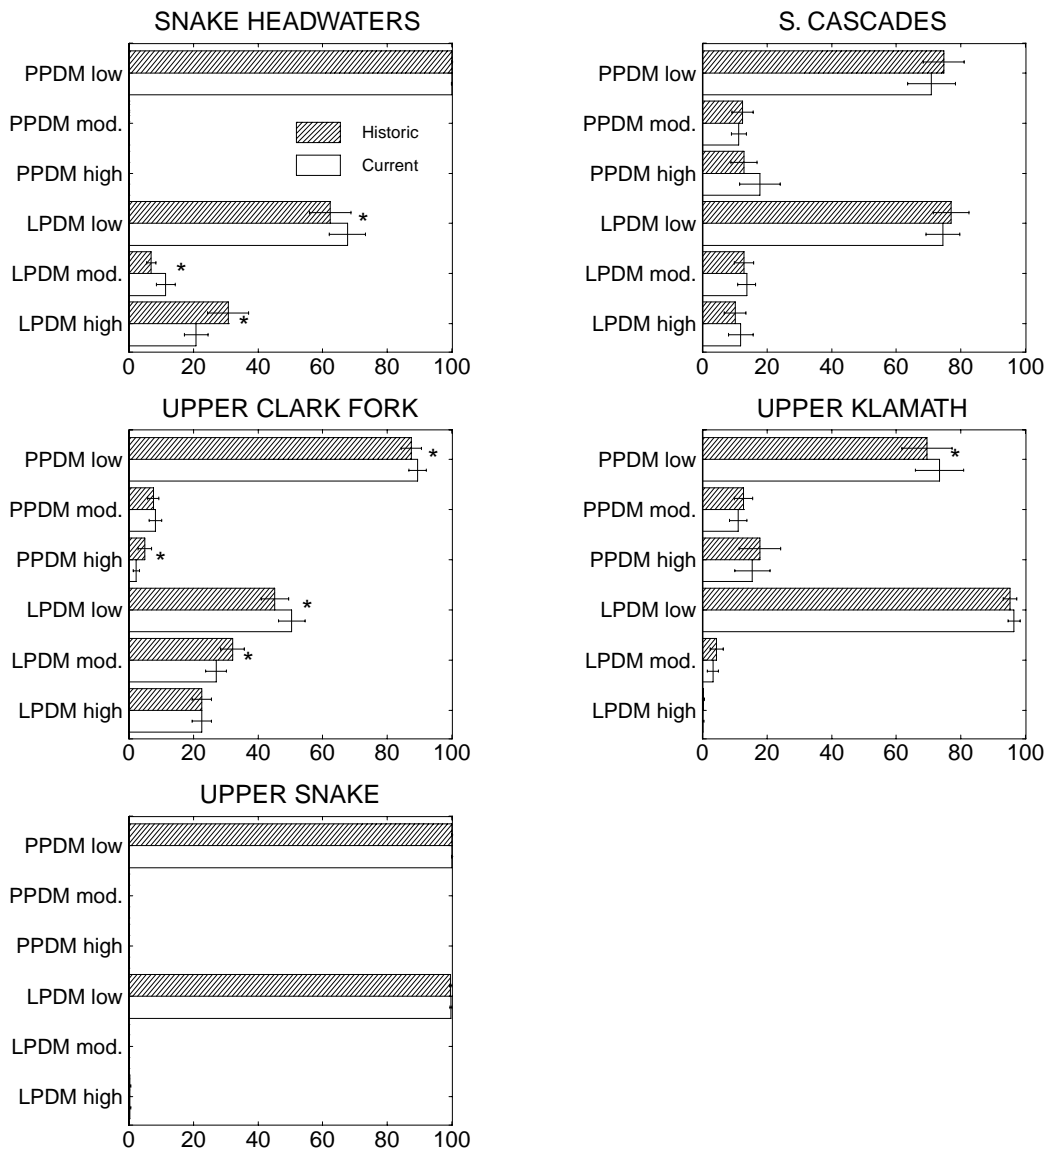 SNAKE HEADWATERS
PPDM low
PPDM mod.
PPDM high
LPDM low
LPDM mod.
LPDM high
Historic
Current
*
*
*
0 20 40 60 80 100
S. CASCADES
PPDM low
PPDM mod.
PPDM high
LPDM low
LPDM mod.
LPDM high
0 20 40 60 80 100
UPPER CLARK FORK
PPDM low
PPDM mod.
PPDM high
LPDM low
LPDM mod.
LPDM high
*
*
*
*
0 20 40 60 80 100
UPPER KLAMATH
PPDM low
PPDM mod.
PPDM high
LPDM low
LPDM mod.
LPDM high
*
0 20 40 60 80 100
UPPER SNAKE
PPDM low
PPDM mod.
PPDM high
LPDM low
LPDM mod.
LPDM high
0 20 40 60 80 100